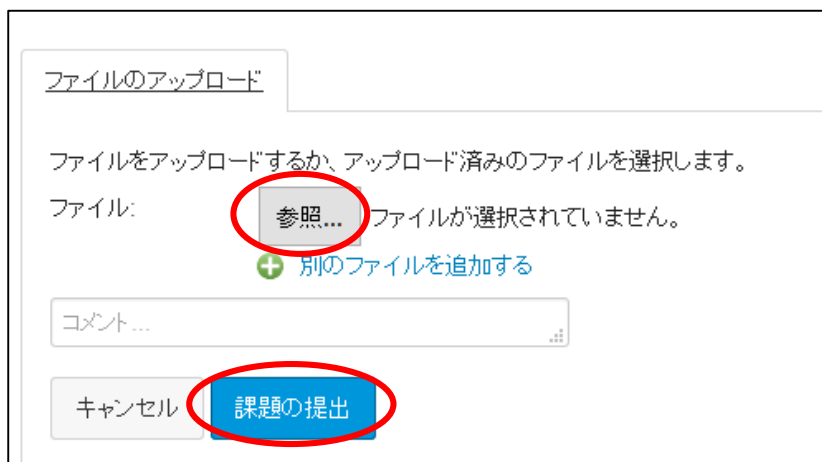 ファイルのアップロード
ファイルをアップロードするか、アップロード済みのファイルを選択します。
ファイル: 参照... ファイルが選択されていません。
別のファイルを追加する
コメント...
キャンセル 課題の提出